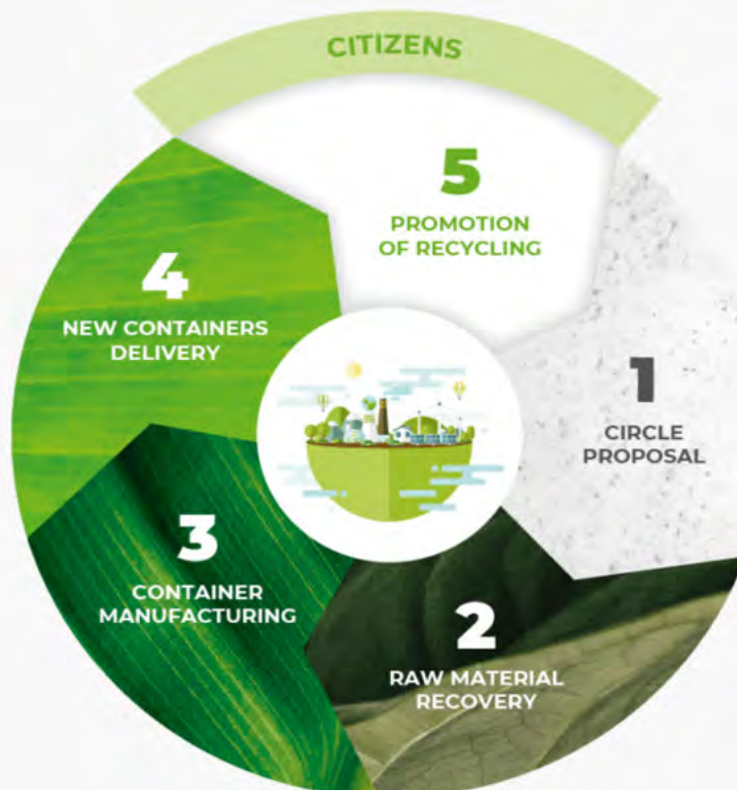 CITIZENS
5
PROMOTION
OF RECYCLING
4
NEW CONTAINERS
DELIVERY
1
CIRCLE
PROPOSAL
3
CONTAINER
MANUFACTURING
2
RAW MATERIAL
RECOVERY